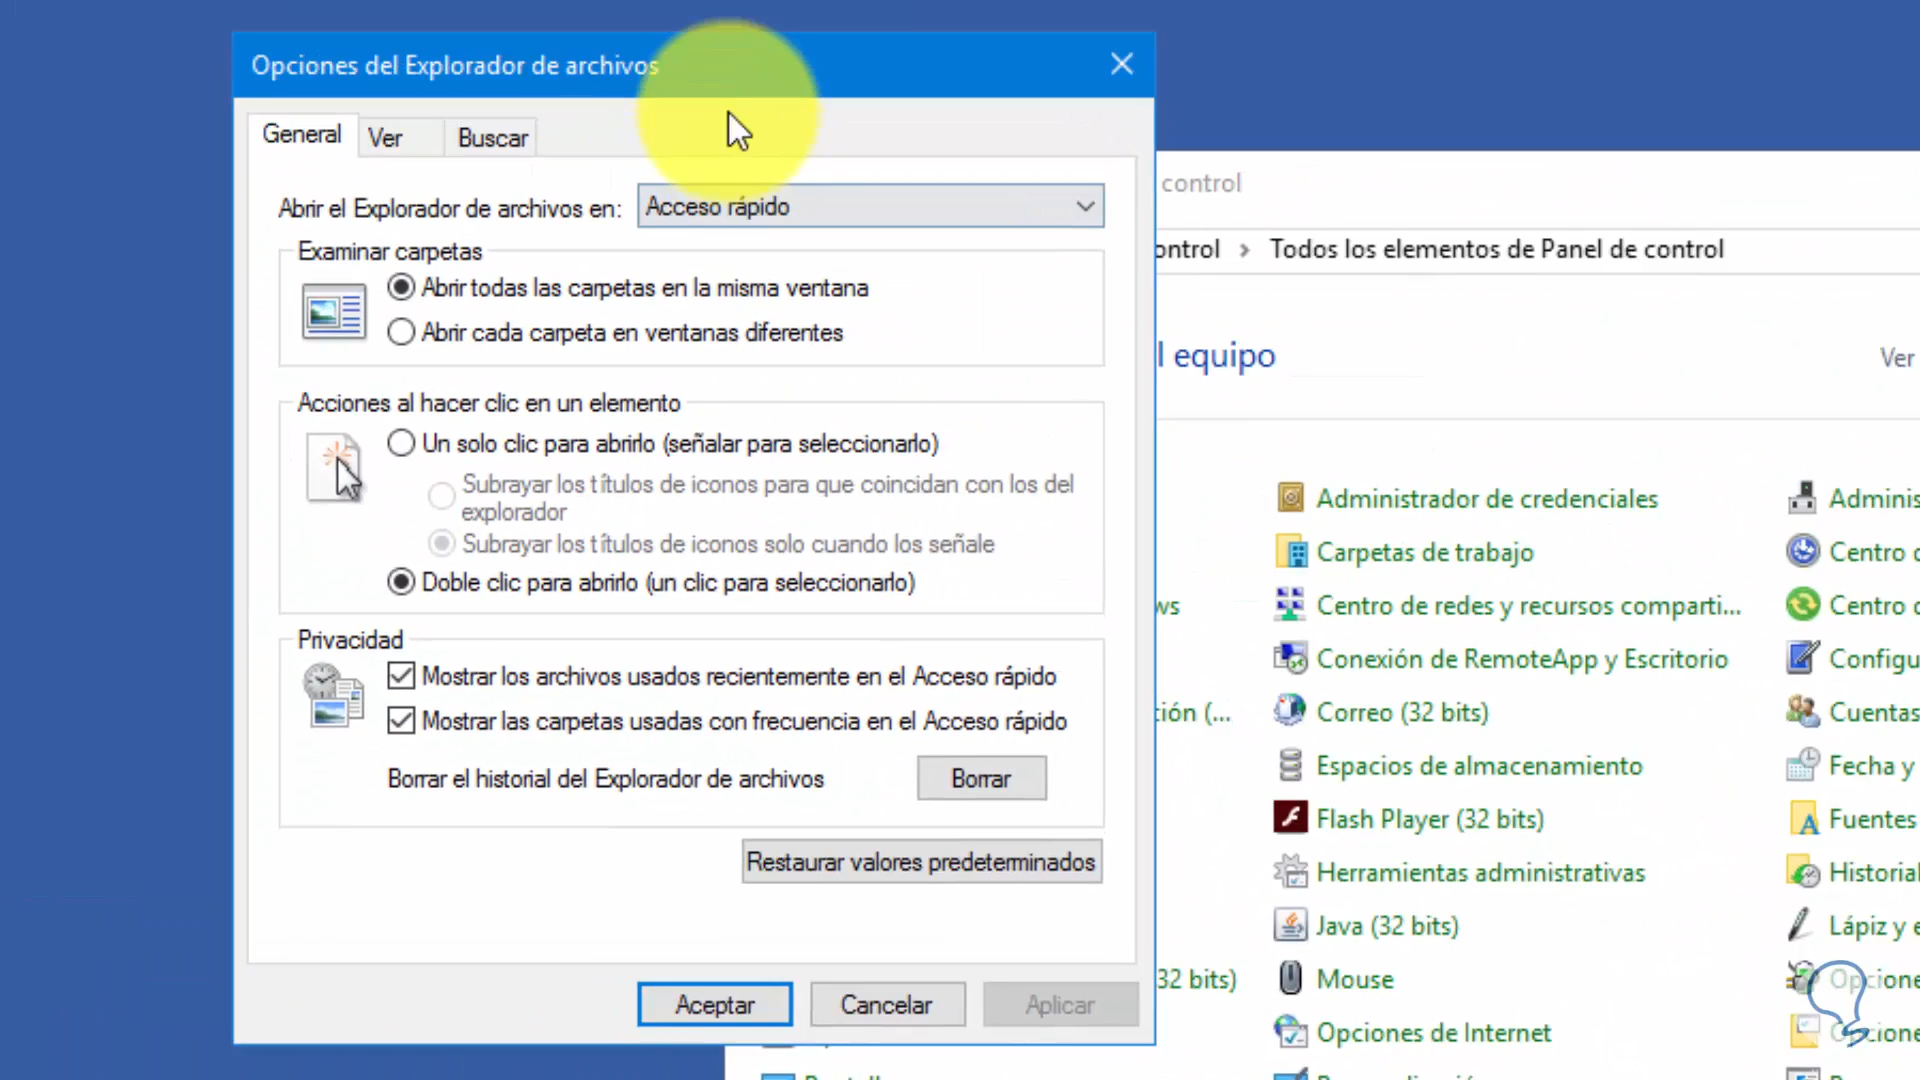 Opciones del Explorador de archivos
General
Ver
Buscar
Abrir el Explorador de archivos en:
Acceso rápido
Examinar carpetas
Abrir todas las carpetas en la misma ventana
Abrir cada carpeta en ventanas diferentes
Acciones al hacer clic en un elemento
Un solo clic para abrirlo (señalar para seleccionarlo)
Subrayar los títulos de iconos para que coincidan con los del
explorador
Subrayar los títulos de iconos solo cuando los señale
Doble clic para abrirlo (un clic para seleccionarlo)
Privacidad
Mostrar los archivos usados recientemente en el Acceso rápido
Mostrar las carpetas usadas con frecuencia en el Acceso rápido
Borrar el historial del Explorador de archivos
Borrar
Restaurar valores predeterminados
Aceptar
Cancelar
Aplicar
control
ontrol > Todos los elementos de Panel de control
l equipo
Ver
ws
ión (...
32 bits)
Administrador de credenciales
Carpetas de trabajo
Centro de redes y recursos comparti...
Conexión de RemoteApp y Escritorio
Correo (32 bits)
Espacios de almacenamiento
Flash Player (32 bits)
Herramientas administrativas
Java (32 bits)
Mouse
Opciones de Internet
Adminis
Centro
Centro
Configu
Cuentas
Fecha y
Fuentes
Historial
Lápiz y e
Opcione
Opcione